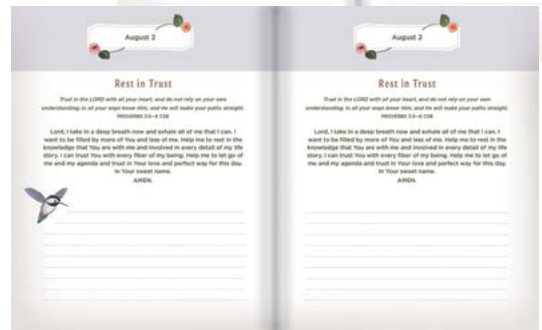 August 2
Rest in Trust
Trust in the LORD with all your heart, and do not rely on your own
understanding; in all your ways know Him, and He will make your paths straight.
PROVERBS 3:5–6 CSB
Lord, I take in a deep breath now and exhale all of me that I can. I
want to be filled by more of You and less of me. Help me to rest in the
knowledge that You are with me and involved in every detail of my life
story. I can trust You with every fiber of my being. Help me to let go of
me and my agenda and trust in Your love and perfect way for this day.
In Your sweet name.
AMEN.
August 2
Rest in Trust
Trust in the LORD with all your heart, and do not rely on your own
understanding; in all your ways know Him, and He will make your paths straight.
PROVERBS 3:5–6 CSB
Lord, I take in a deep breath now and exhale all of me that I can. I
want to be filled by more of You and less of me. Help me to rest in the
knowledge that You are with me and involved in every detail of my life
story. I can trust You with every fiber of my being. Help me to let go of
me and my agenda and trust in Your love and perfect way for this day.
In Your sweet name.
AMEN.